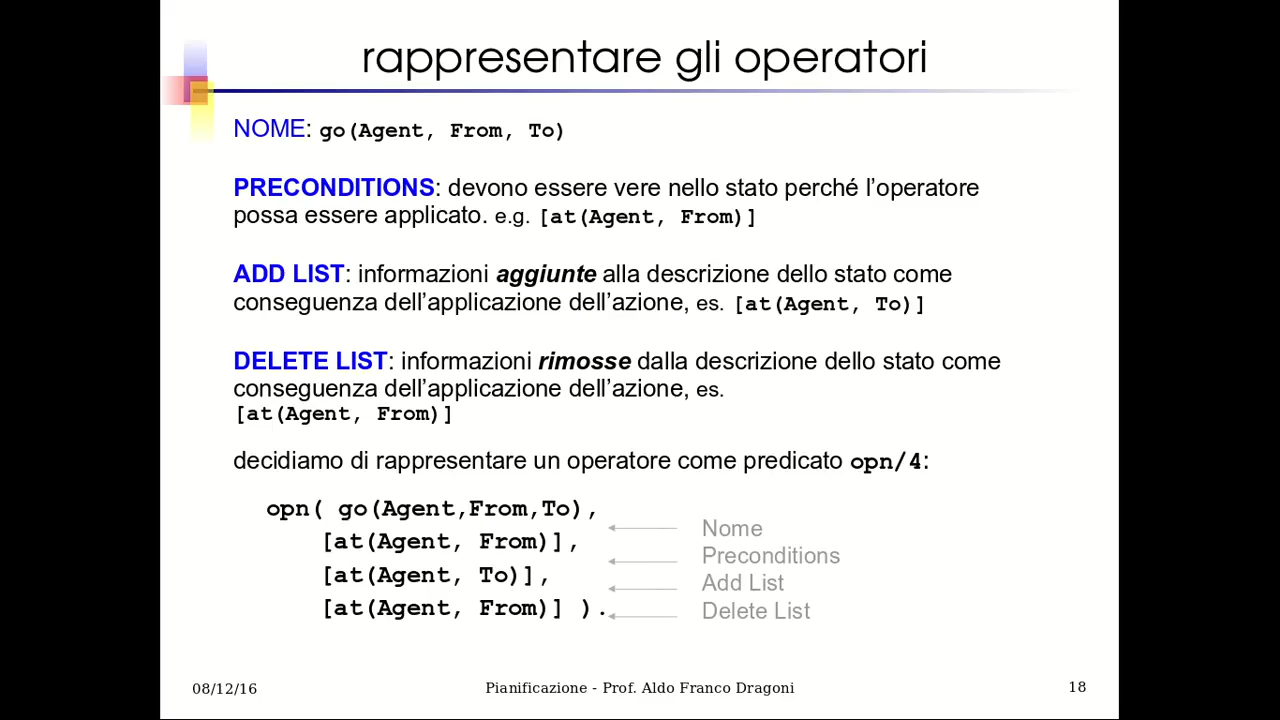 rappresentare gli operatori
NOME: go(Agent, From, To)
PRECONDITIONS: devono essere vere nello stato perché l’operatore
possa essere applicato. e.g. [at(Agent, From)]
ADD LIST: informazioni aggiunte alla descrizione dello stato come
conseguenza dell’applicazione dell’azione, es. [at(Agent, To)]
DELETE LIST: informazioni rimosse dalla descrizione dello stato come
conseguenza dell’applicazione dell’azione, es.
[at(Agent, From)]
decidiamo di rappresentare un operatore come predicato opn/4:
opn( go(Agent,From,To),
[at(Agent, From)],
[at(Agent, To)],
[at(Agent, From)] ).
Nome
Preconditions
Add List
Delete List
08/12/16
Pianificazione - Prof. Aldo Franco Dragoni
18